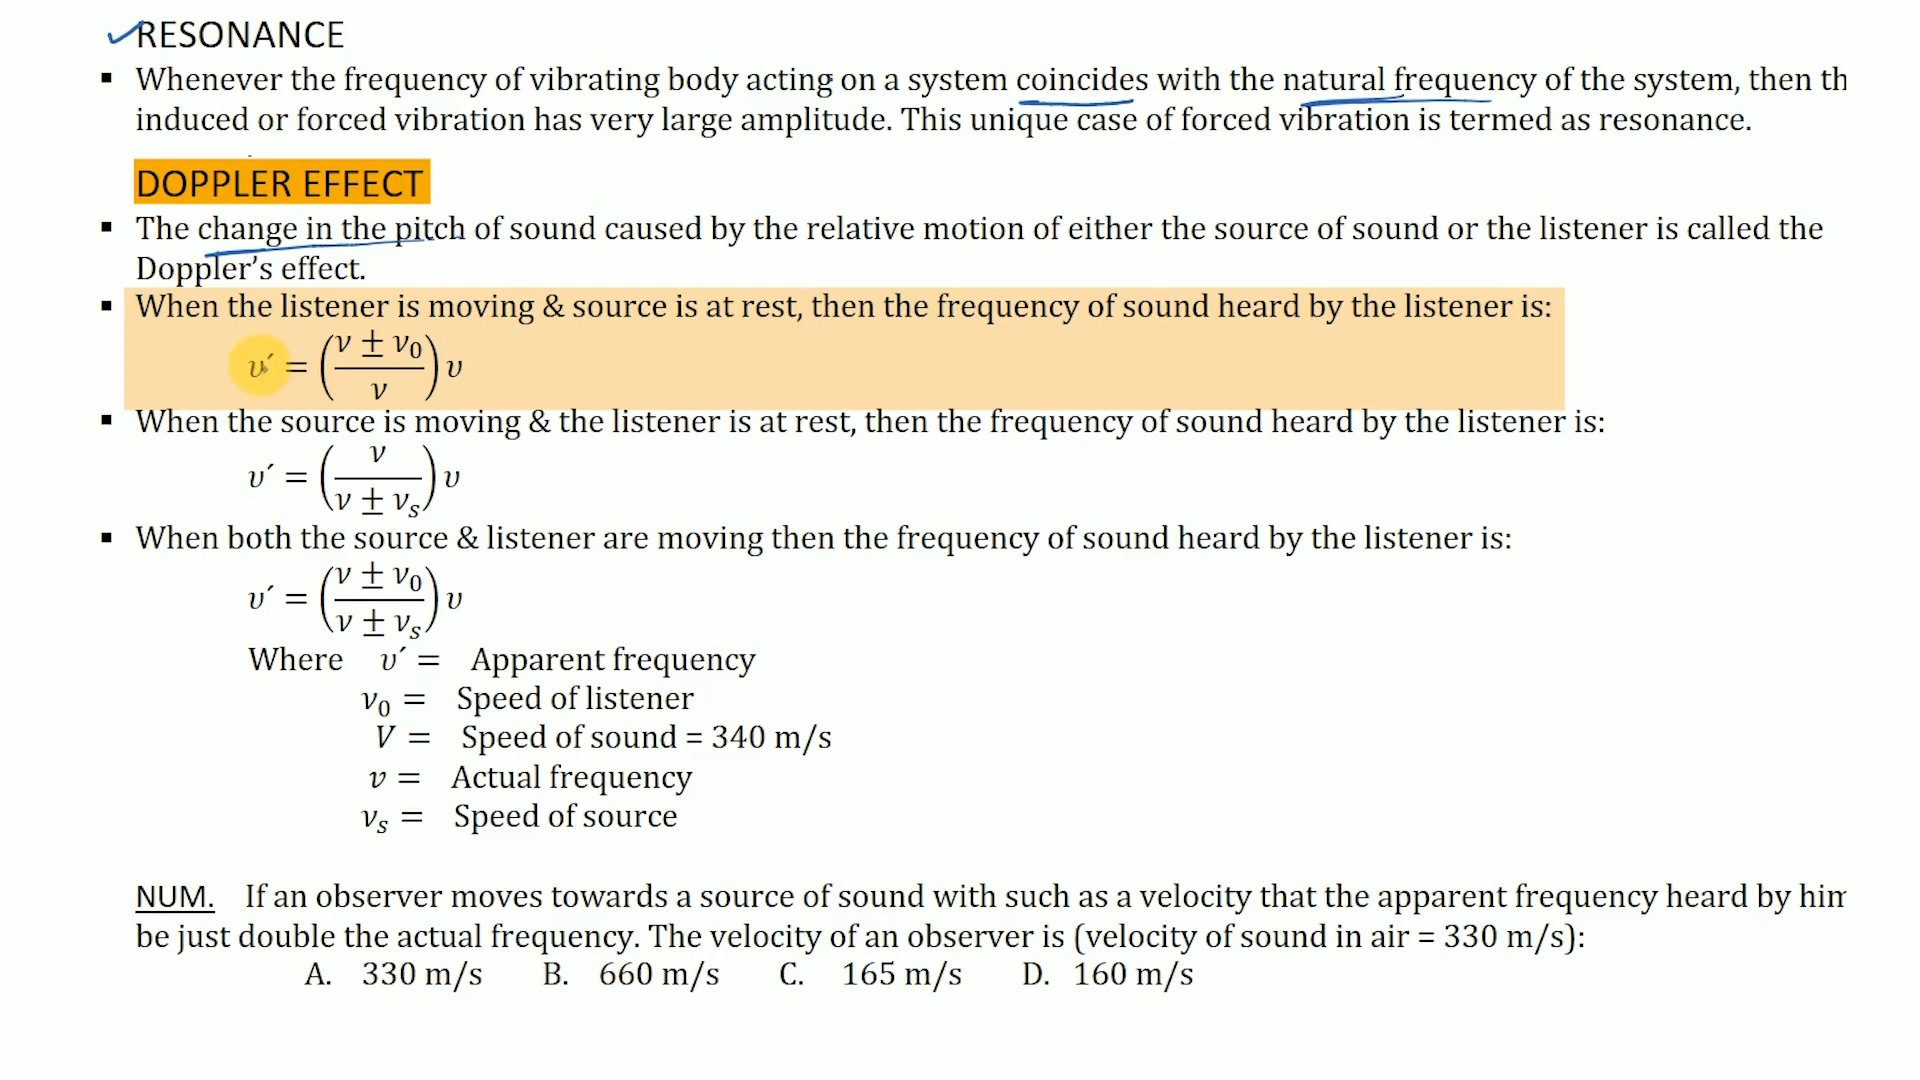 RESONANCE
▪ Whenever the frequency of vibrating body acting on a system coincides with the natural frequency of the system, then th
induced or forced vibration has very large amplitude. This unique case of forced vibration is termed as resonance.
DOPPLER EFFECT
▪ The change in the pitch of sound caused by the relative motion of either the source of sound or the listener is called the
Doppler’s effect.
▪ When the listener is moving & source is at rest, then the frequency of sound heard by the listener is:
υ´ = ((ν ± ν₀)/ν) υ
▪ When the source is moving & the listener is at rest, then the frequency of sound heard by the listener is:
υ´ = (ν/(ν ± νₛ)) υ
▪ When both the source & listener are moving then the frequency of sound heard by the listener is:
υ´ = ((ν ± ν₀)/(ν ± νₛ)) υ
Where υ´ = Apparent frequency
ν₀ = Speed of listener
V = Speed of sound = 340 m/s
υ = Actual frequency
νₛ = Speed of source
NUM. If an observer moves towards a source of sound with such as a velocity that the apparent frequency heard by him
be just double the actual frequency. The velocity of an observer is (velocity of sound in air = 330 m/s):
A. 330 m/s B. 660 m/s C. 165 m/s D. 160 m/s